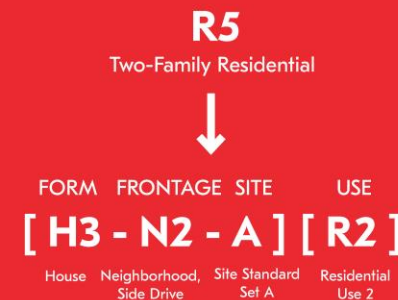 R5
Two-Family Residential
FORM FRONTAGE SITE USE
[ H3 - N2 - A ] [ R2 ]
House Neighborhood, Side Drive Site Standard Set A Residential Use 2